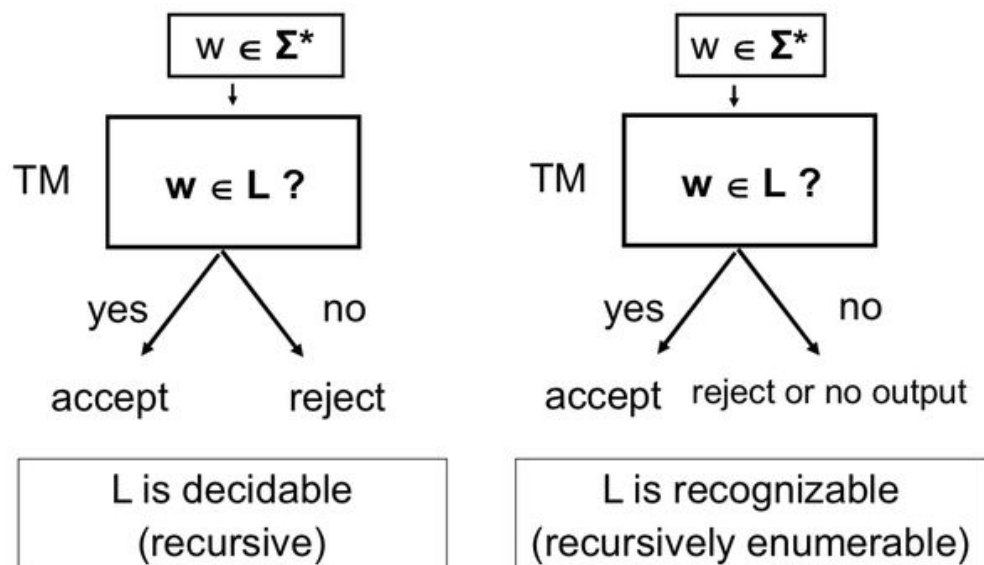 w ∈ Σ*
TM
w ∈ L ?
yes
no
accept
reject
L is decidable
(recursive)
w ∈ Σ*
TM
w ∈ L ?
yes
no
accept
reject or no output
L is recognizable
(recursively enumerable)